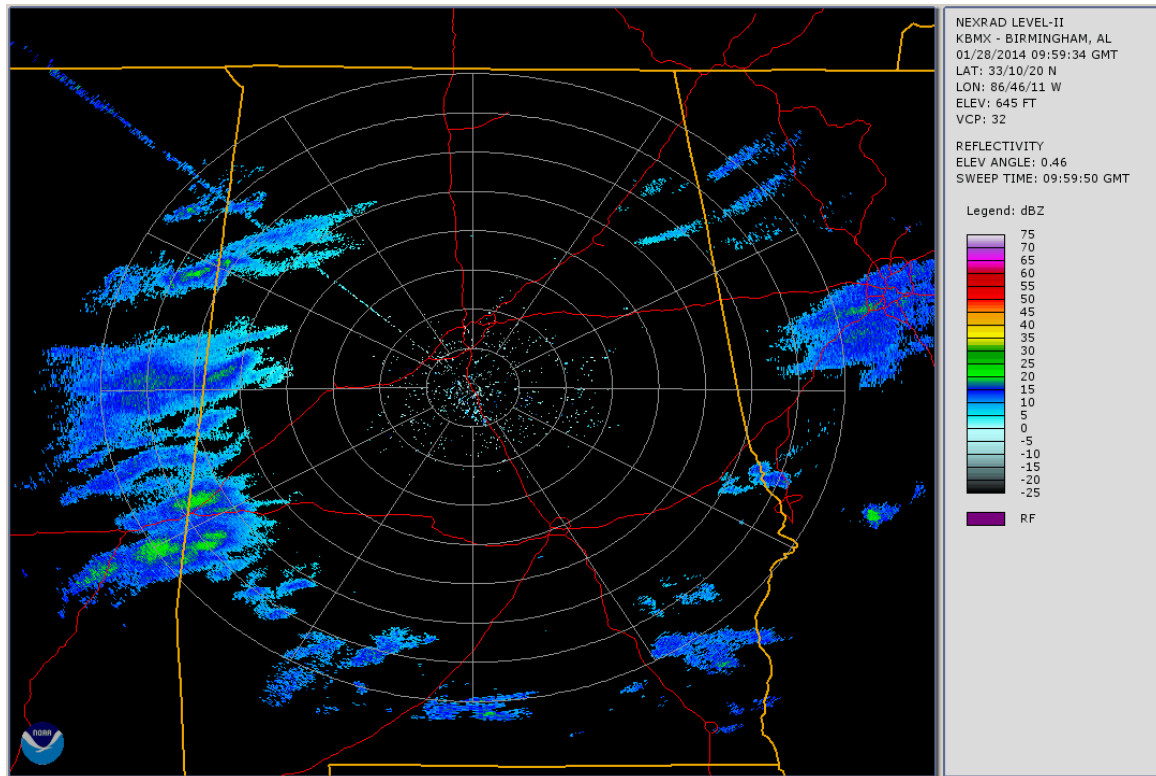 NEXRAD LEVEL-II
KBMX - BIRMINGHAM, AL
01/28/2014 09:59:34 GMT
LAT: 33/10/20 N
LON: 86/46/11 W
ELEV: 645 FT
VCP: 32
REFLECTIVITY
ELEV ANGLE: 0.46
SWEEP TIME: 09:59:50 GMT
Legend: dBZ
75
70
65
60
55
50
45
40
35
30
25
20
15
10
5
0
-5
-10
-15
-20
-25
RF
NOAA